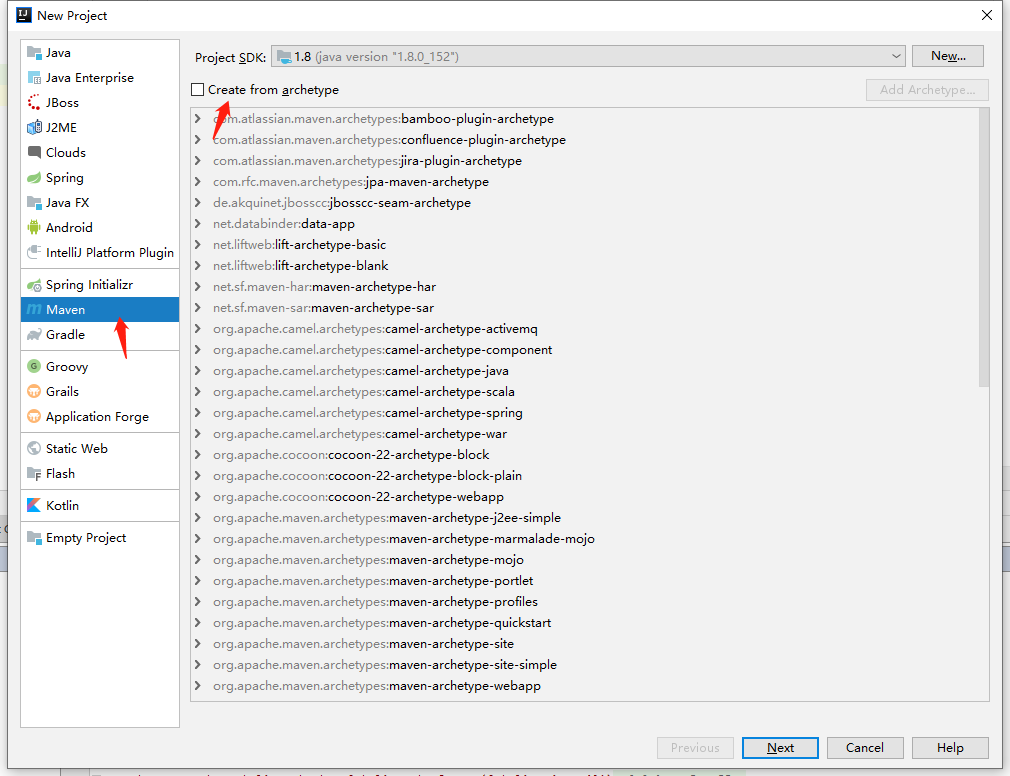 New Project
Java
Java Enterprise
JBoss
J2ME
Clouds
Spring
Java FX
Android
IntelliJ Platform Plugin
Spring Initializr
Maven
Gradle
Groovy
Grails
Application Forge
Static Web
Flash
Kotlin
Empty Project
Project SDK: 1.8 (java version "1.8.0_152") New...
Create from archetype Add Archetype...
com.atlassian.maven.archetypes:bamboo-plugin-archetype
com.atlassian.maven.archetypes:confluence-plugin-archetype
com.atlassian.maven.archetypes:jira-plugin-archetype
com.rfc.maven.archetypes:jpa-maven-archetype
de.akquinet.jbosscc:jbosscc-seam-archetype
net.databinder:data-app
net.liftweb:lift-archetype-basic
net.liftweb:lift-archetype-blank
net.sf.maven-har:maven-archetype-har
net.sf.maven-sar:maven-archetype-sar
org.apache.camel.archetypes:camel-archetype-activemq
org.apache.camel.archetypes:camel-archetype-component
org.apache.camel.archetypes:camel-archetype-java
org.apache.camel.archetypes:camel-archetype-scala
org.apache.camel.archetypes:camel-archetype-spring
org.apache.camel.archetypes:camel-archetype-war
org.apache.cocoon:cocoon-22-archetype-block
org.apache.cocoon:cocoon-22-archetype-block-plain
org.apache.cocoon:cocoon-22-archetype-webapp
org.apache.maven.archetypes:maven-archetype-j2ee-simple
org.apache.maven.archetypes:maven-archetype-marmalade-mojo
org.apache.maven.archetypes:maven-archetype-mojo
org.apache.maven.archetypes:maven-archetype-portlet
org.apache.maven.archetypes:maven-archetype-profiles
org.apache.maven.archetypes:maven-archetype-quickstart
org.apache.maven.archetypes:maven-archetype-site
org.apache.maven.archetypes:maven-archetype-site-simple
org.apache.maven.archetypes:maven-archetype-webapp
Previous Next Cancel Help